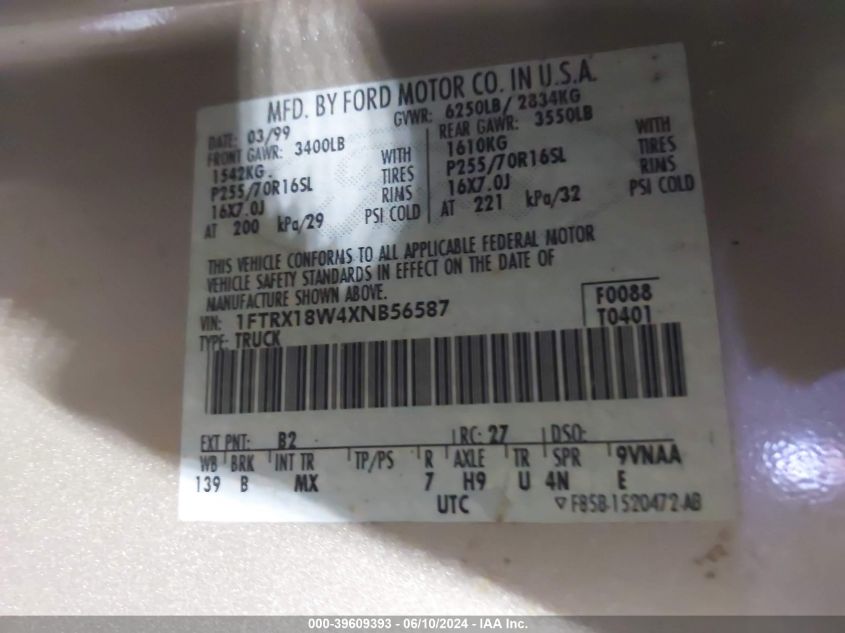 MFD. BY FORD MOTOR CO. IN U.S.A.
DATE: 03/99 GVWR: 6250LB/ 2834KG
FRONT GAWR: 3400LB REAR GAWR: 3550LB
1542KG. WITH 1610KG WITH
P255/70R16SL TIRES P255/70R16SL TIRES
16X7.0J RIMS 16X7.0J RIMS
AT 200 kPa/29 PSI COLD AT 221 kPa/32 PSI COLD
THIS VEHICLE CONFORMS TO ALL APPLICABLE FEDERAL MOTOR
VEHICLE SAFETY STANDARDS IN EFFECT ON THE DATE OF
MANUFACTURE SHOWN ABOVE.
VIN: 1FTRX18W4XNB56587 F0088
TYPE: TRUCK T0401
EXT PNT: B2 RC: 27 DSO:
WB BRK INT TR TP/PS R AXLE TR SPR 9VNAA
139 B MX 7 H9 U 4N E
UTC F85B-1520472-AB
000-39609393 - 06/10/2024 - IAA Inc.